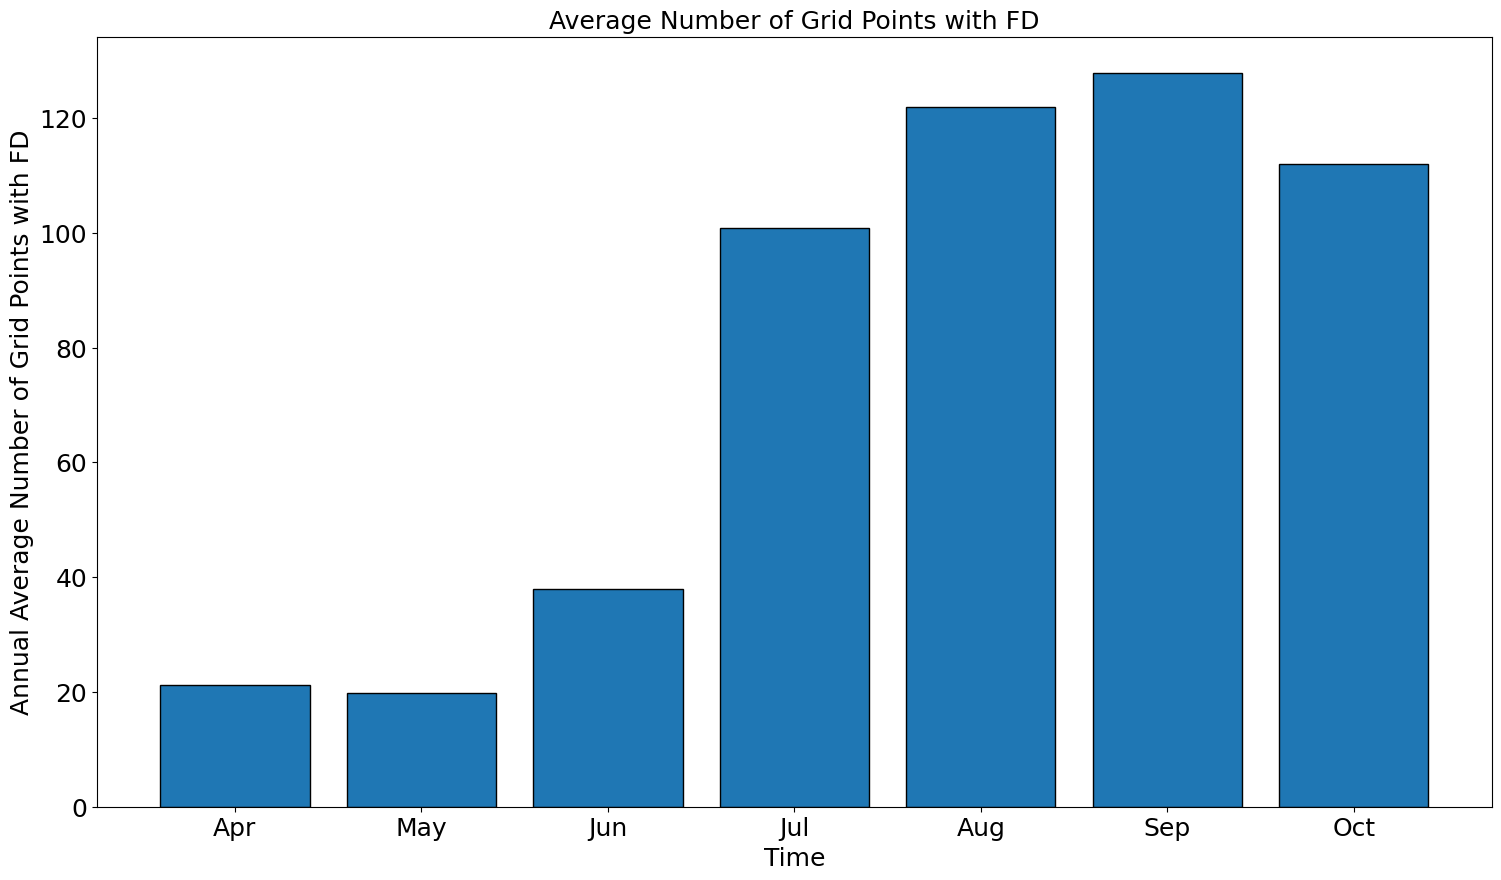 Average Number of Grid Points with FD
Annual Average Number of Grid Points with FD
120
100
80
60
40
20
0
Apr May Jun Jul Aug Sep Oct
Time